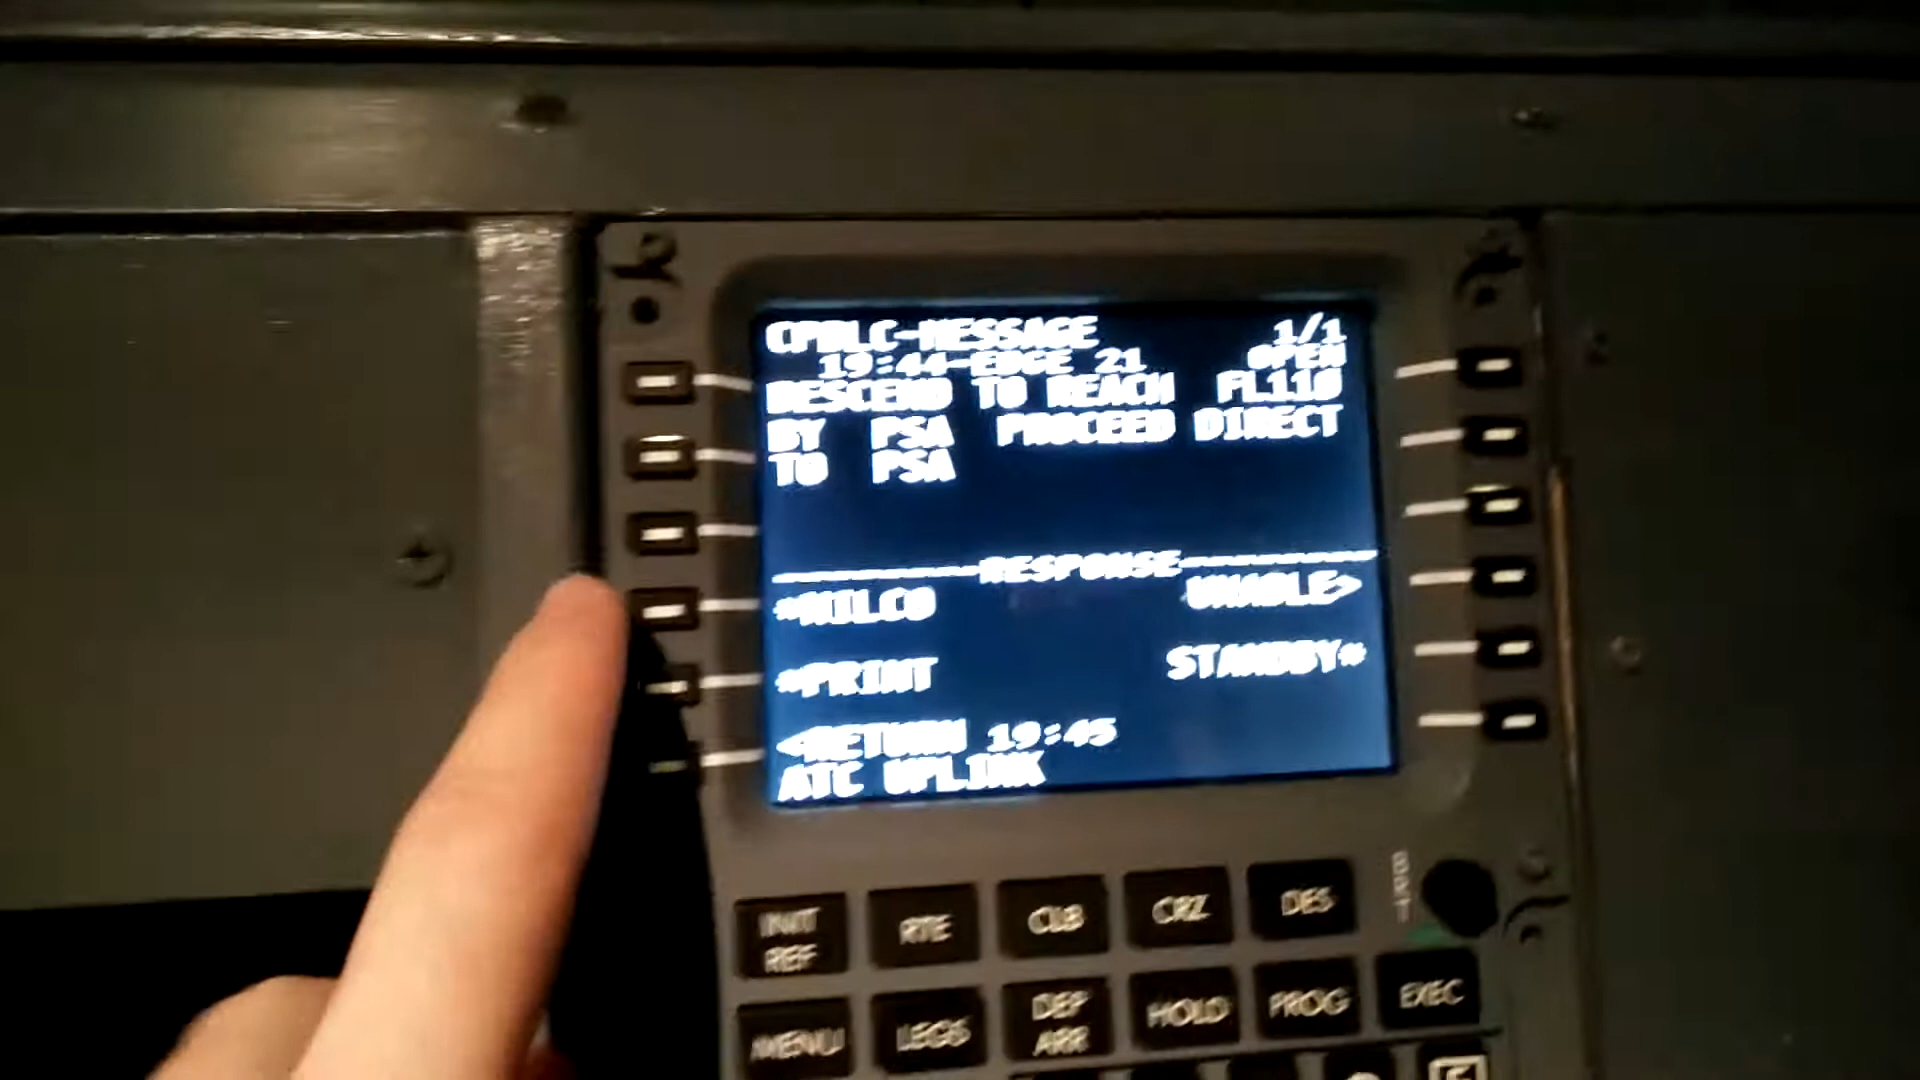 CPDLC-MESSAGE 1/1
19:44-EDGE 21 OPEN
DESCEND TO REACH FL110
BY PSA PROCEED DIRECT
TO PSA
RESPONSE
*WILCO UNABLE>
*PRINT STANDBY*
<RETURN 19:45
ATC UPLINK
INIT REF RTE CLB CRZ DES BRT
MENU LEGS DEP ARR HOLD PROG EXEC